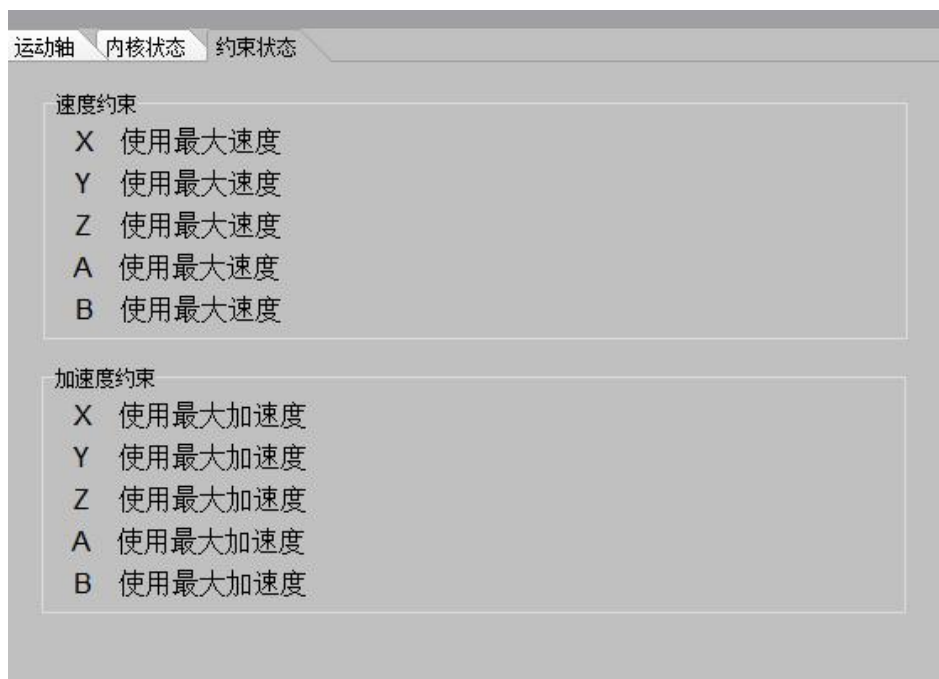 运动轴 内核状态 约束状态
速度约束
X 使用最大速度
Y 使用最大速度
Z 使用最大速度
A 使用最大速度
B 使用最大速度
加速度约束
X 使用最大加速度
Y 使用最大加速度
Z 使用最大加速度
A 使用最大加速度
B 使用最大加速度